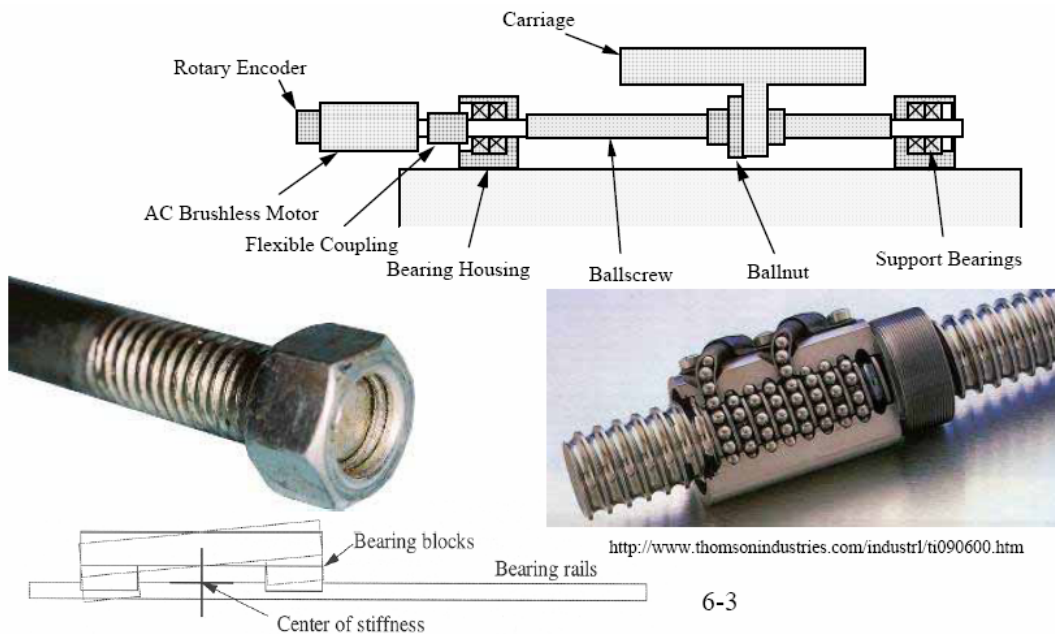 Carriage
Rotary Encoder
AC Brushless Motor
Flexible Coupling
Bearing Housing
Ballscrew
Ballnut
Support Bearings
http://www.thomsonindustries.com/industrl/ti090600.htm
Bearing blocks
Bearing rails
6-3
Center of stiffness